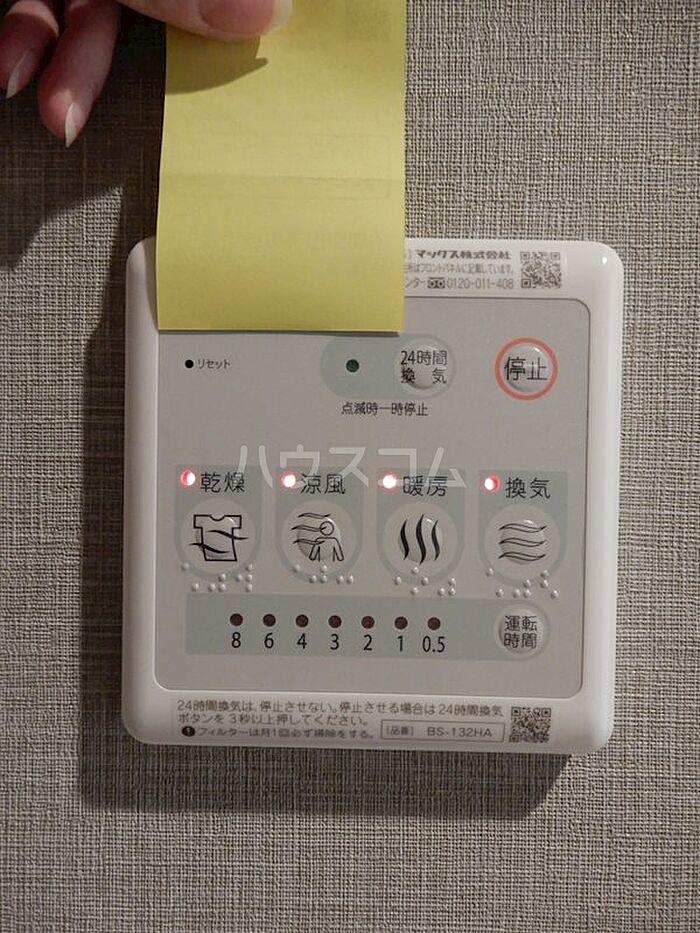 マックス株式会社
所はフロントパネルに記載しています。
ンター 0120-011-408
リセット
24時間
換気
停止
点滅時一時停止
ハウスコム
乾燥 涼風 暖房 換気
8 6 4 3 2 1 0.5
運転
時間
24時間換気は、停止させない。停止させる場合は24時間換気
ボタンを3秒以上押してください。
フィルターは月1回必ず掃除をする。 [品番] BS-132HA